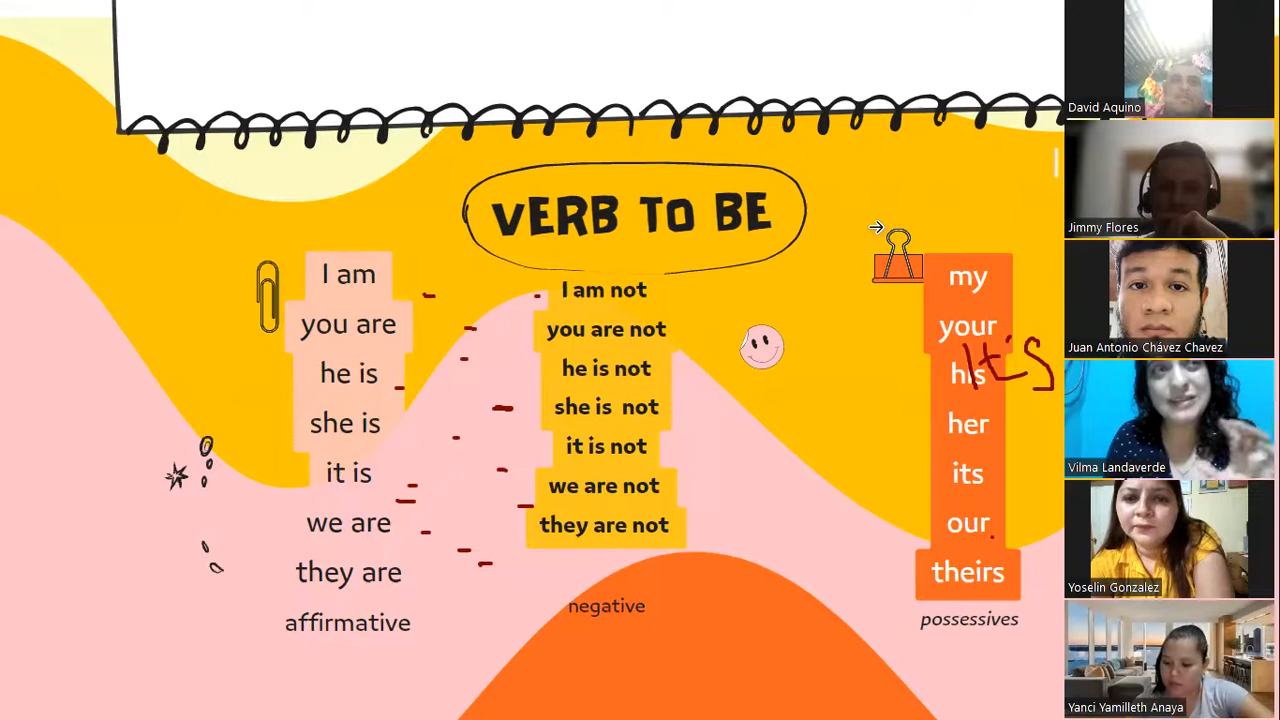 VERB TO BE
I am
you are
he is
she is
it is
we are
they are
affirmative
I am not
you are not
he is not
she is not
it is not
we are not
they are not
negative
my
your
his
It's
her
its
our
theirs
possessives
David Aquino
Jimmy Flores
Juan Antonio Chávez Chavez
Vilma Landaverde
Yoselin Gonzalez
Yanci Yamilleth Anaya